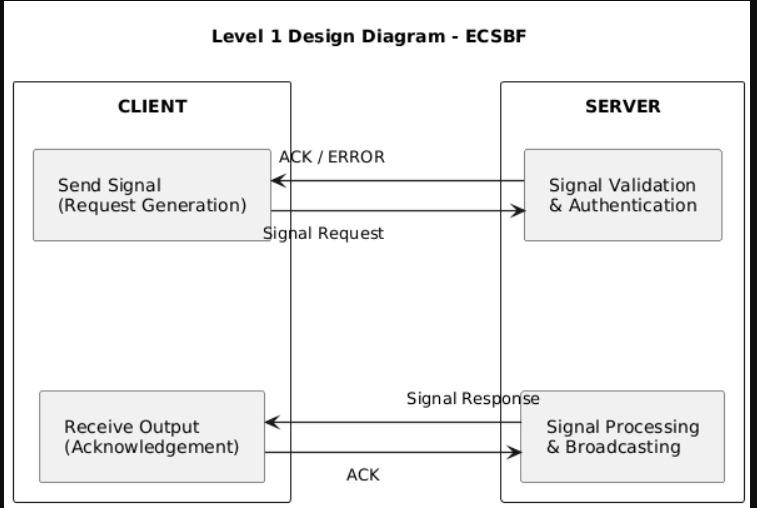 Level 1 Design Diagram - ECSBF
CLIENT
SERVER
ACK / ERROR
Send Signal
(Request Generation)
Signal Validation
& Authentication
Signal Request
Signal Response
Receive Output
(Acknowledgement)
Signal Processing
& Broadcasting
ACK